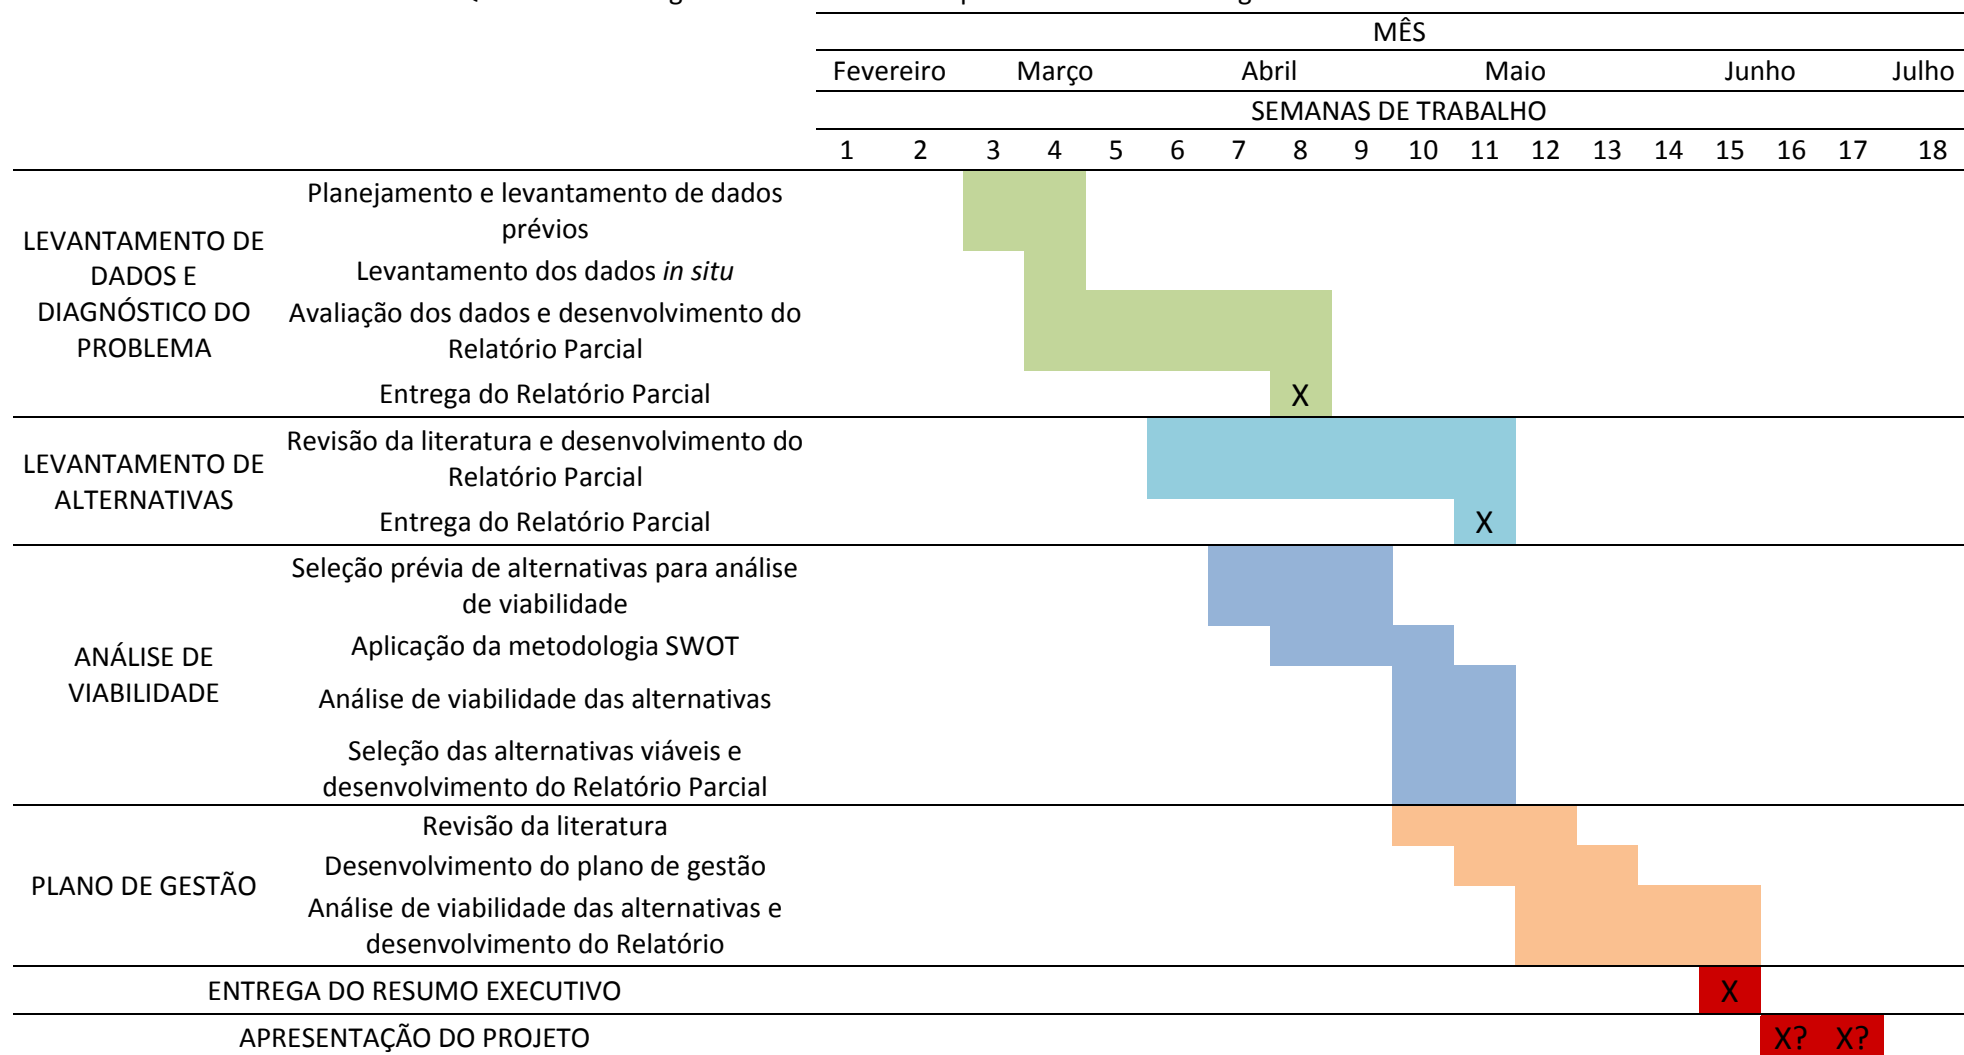 MÊS
Fevereiro Março Abril Maio Junho Julho
SEMANAS DE TRABALHO
1 2 3 4 5 6 7 8 9 10 11 12 13 14 15 16 17 18
LEVANTAMENTO DE
DADOS E
DIAGNÓSTICO DO
PROBLEMA
Planejamento e levantamento de dados
prévios
Levantamento dos dados in situ
Avaliação dos dados e desenvolvimento do
Relatório Parcial
Entrega do Relatório Parcial
X
LEVANTAMENTO DE
ALTERNATIVAS
Revisão da literatura e desenvolvimento do
Relatório Parcial
Entrega do Relatório Parcial
X
ANÁLISE DE
VIABILIDADE
Seleção prévia de alternativas para análise
de viabilidade
Aplicação da metodologia SWOT
Análise de viabilidade das alternativas
Seleção das alternativas viáveis e
desenvolvimento do Relatório Parcial
PLANO DE GESTÃO
Revisão da literatura
Desenvolvimento do plano de gestão
Análise de viabilidade das alternativas e
desenvolvimento do Relatório
ENTREGA DO RESUMO EXECUTIVO
X
APRESENTAÇÃO DO PROJETO
X? X?